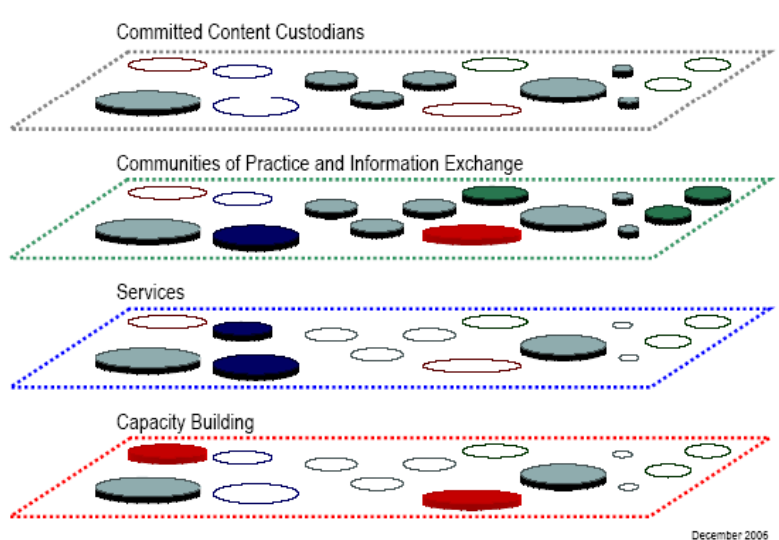 Committed Content Custodians
Communities of Practice and Information Exchange
Services
Capacity Building
December 2006